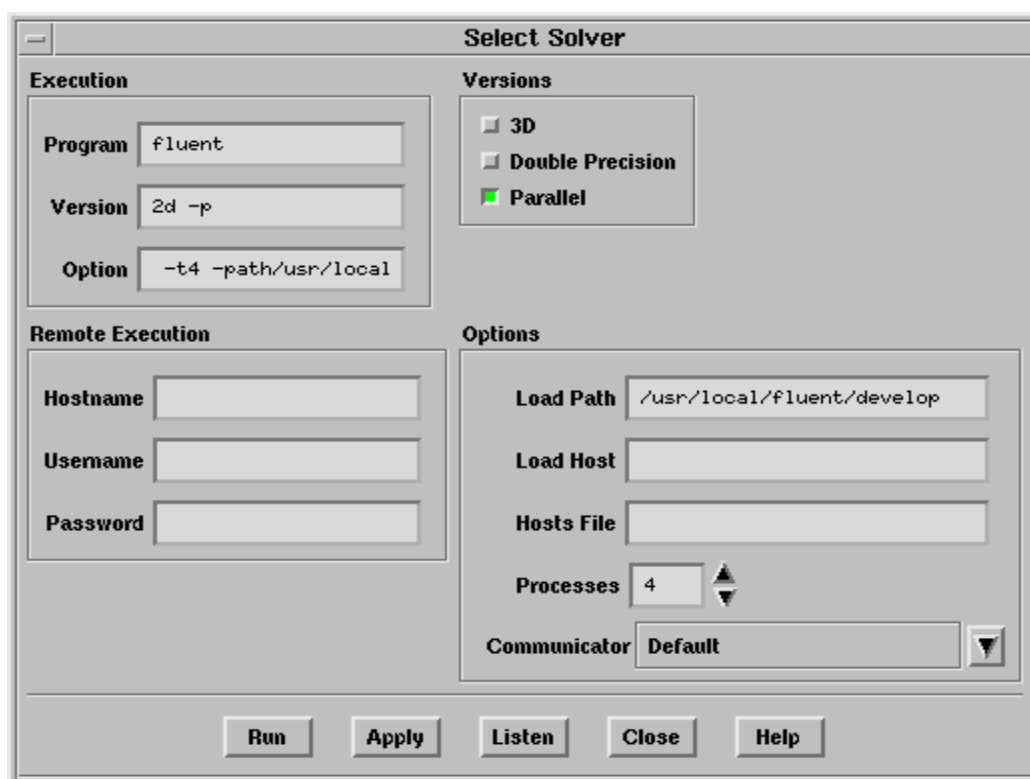 Select Solver
Execution
Program fluent
Version 2d -p
Option -t4 -path/usr/local
Versions
3D
Double Precision
Parallel
Remote Execution
Hostname
Username
Password
Options
Load Path /usr/local/fluent/develop
Load Host
Hosts File
Processes 4
Communicator Default
Run Apply Listen Close Help